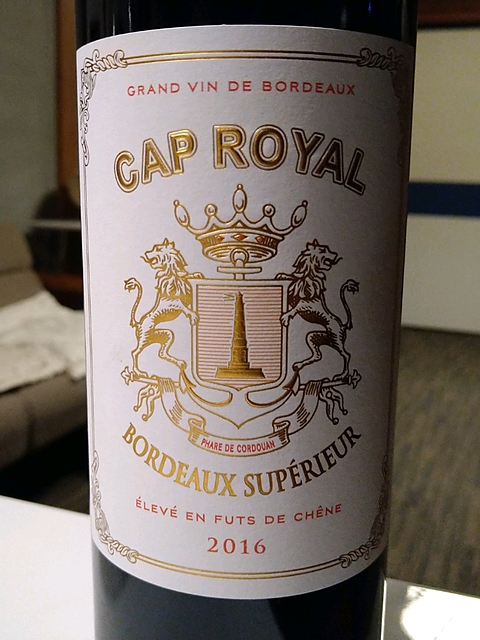 GRAND VIN DE BORDEAUX
CAP ROYAL
PHARE DE CORDOUAN
BORDEAUX SUPÉRIEUR
ÉLEVÉ EN FUTS DE CHÊNE
2016